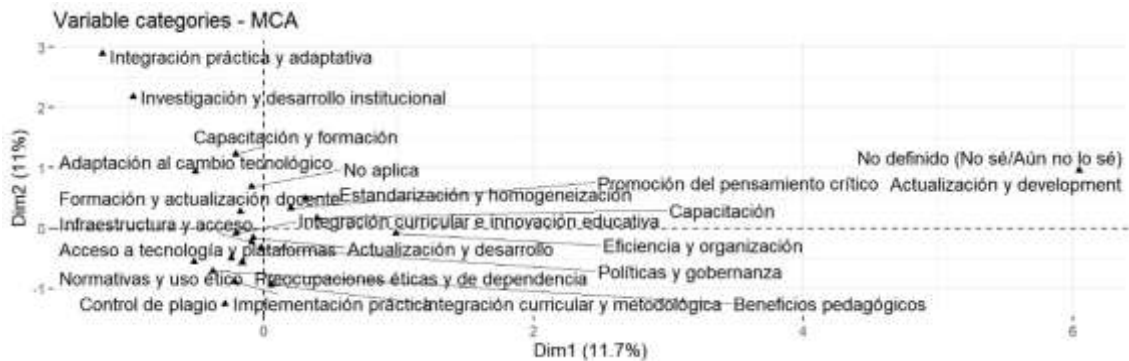 Variable categories - MCA
3
Integración práctica y adaptativa
2
Investigación y desarrollo institucional
Capacitación y formación
Adaptación al cambio tecnológico
No definido (No sé/Aún no lo sé)
1
No aplica
Promoción del pensamiento crítico
Actualización y development
Formación y actualización docente
Estandarización y homogeneización
Capacitación
Infraestructura y acceso
Integración curricular e innovación educativa
0
Acceso a tecnología y plataformas
Actualización y desarrollo
Eficiencia y organización
Normativas y uso ético
Preocupaciones éticas y de dependencia
Políticas y gobernanza
-1
Control de plagio
Implementación práctica
Integración curricular y metodológica
Beneficios pedagógicos
0
2
4
6
Dim1 (11.7%)
Dim2 (11%)